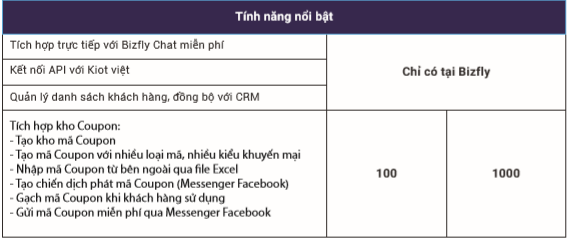 Tính năng nổi bật
Tích hợp trực tiếp với Bizfly Chat miễn phí
Kết nối API với Kiot việt
Chỉ có tại Bizfly
Quản lý danh sách khách hàng, đồng bộ với CRM
Tích hợp kho Coupon:
- Tạo kho mã Coupon
- Tạo mã Coupon với nhiều loại mã, nhiều kiểu khuyến mại
- Nhập mã Coupon từ bên ngoài qua file Excel
- Tạo chiến dịch phát mã Coupon (Messenger Facebook)
- Gạch mã Coupon khi khách hàng sử dụng
- Gửi mã Coupon miễn phí qua Messenger Facebook
100
1000